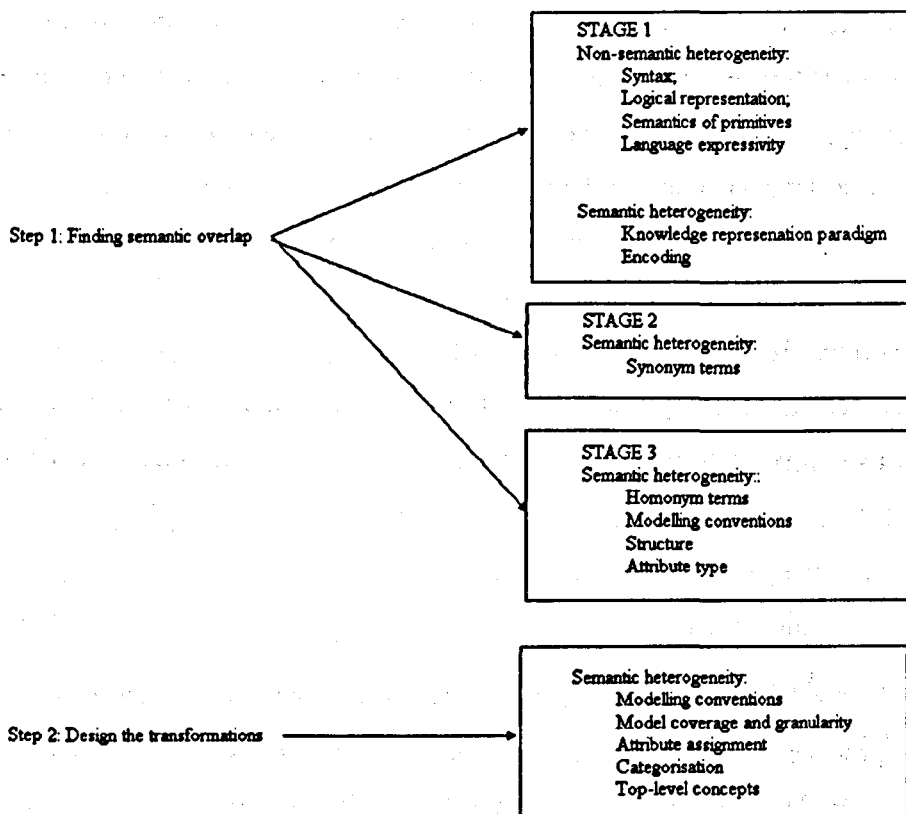 STAGE 1
Non-semantic heterogeneity:
Syntax;
Logical representation;
Semantics of primitives
Language expressivity
Semantic heterogeneity:
Knowledge represenation paradigm
Encoding
Step 1: Finding semantic overlap
STAGE 2
Semantic heterogeneity:
Synonym terms
STAGE 3
Semantic heterogeneity::
Homonym terms
Modelling conventions
Structure
Attribute type
Step 2: Design the transformations
Semantic heterogeneity:
Modelling conventions
Model coverage and granularity
Attribute assignment
Categorisation
Top-level concepts